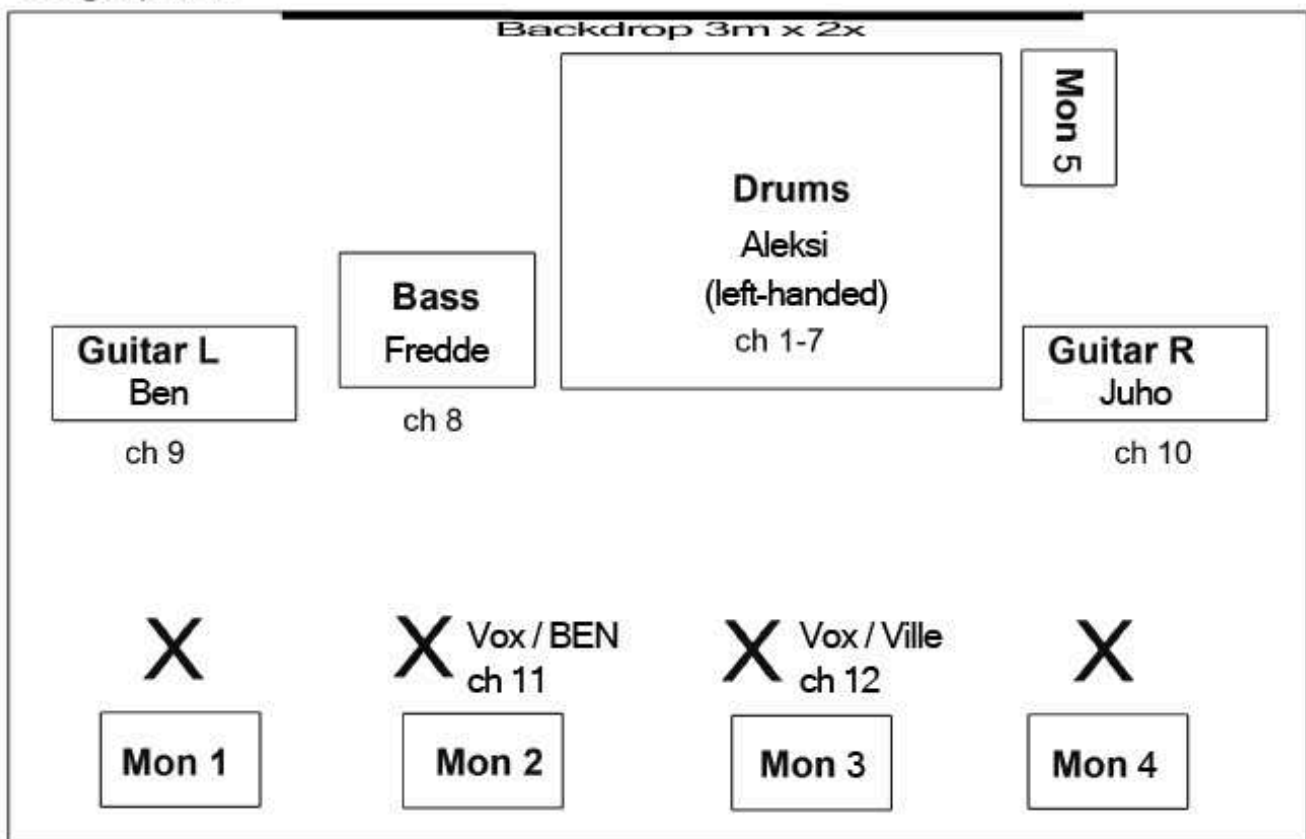 Backdrop 3m x 2x
Mon 5
Drums
Aleksi
(left-handed)
ch 1-7
Bass
Fredde
ch 8
Guitar L
Ben
ch 9
Guitar R
Juho
ch 10
X
X Vox / BEN
ch 11
X Vox / Ville
ch 12
X
Mon 1
Mon 2
Mon 3
Mon 4